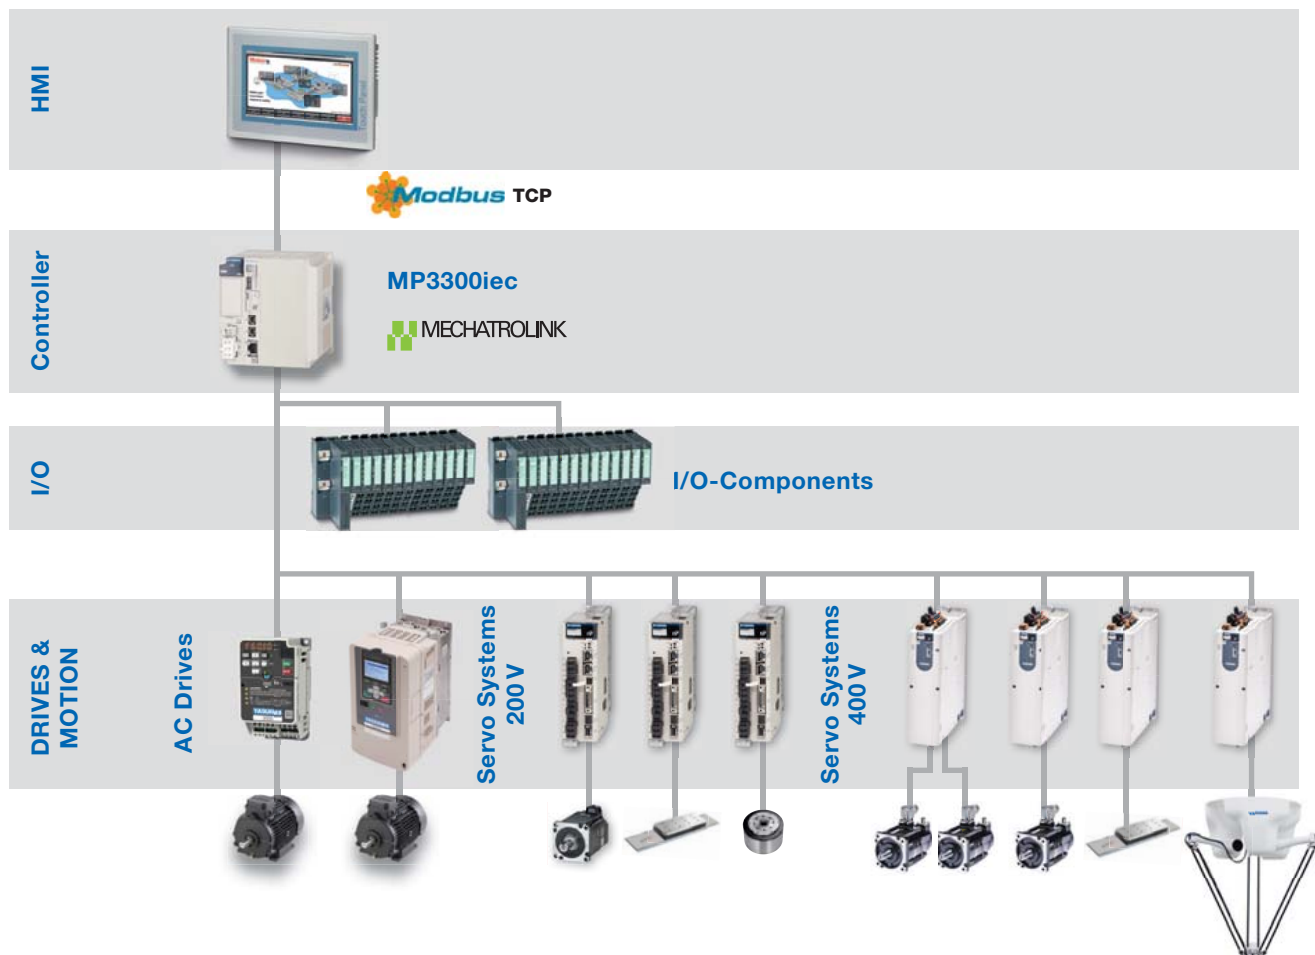 HMI
Modbus TCP
Controller
MP3300iec
MECHATROLINK
I/O
I/O-Components
DRIVES &
MOTION
AC Drives
Servo Systems
200 V
Servo Systems
400 V